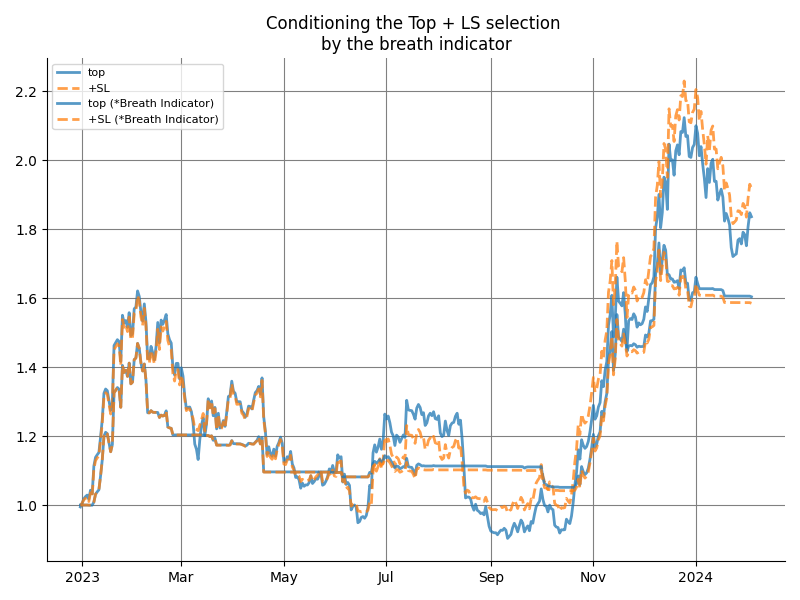 Conditioning the Top + LS selection
by the breath indicator
top
+SL
top (*Breath Indicator)
+SL (*Breath Indicator)
2.2
2.0
1.8
1.6
1.4
1.2
1.0
2023
Mar
May
Jul
Sep
Nov
2024